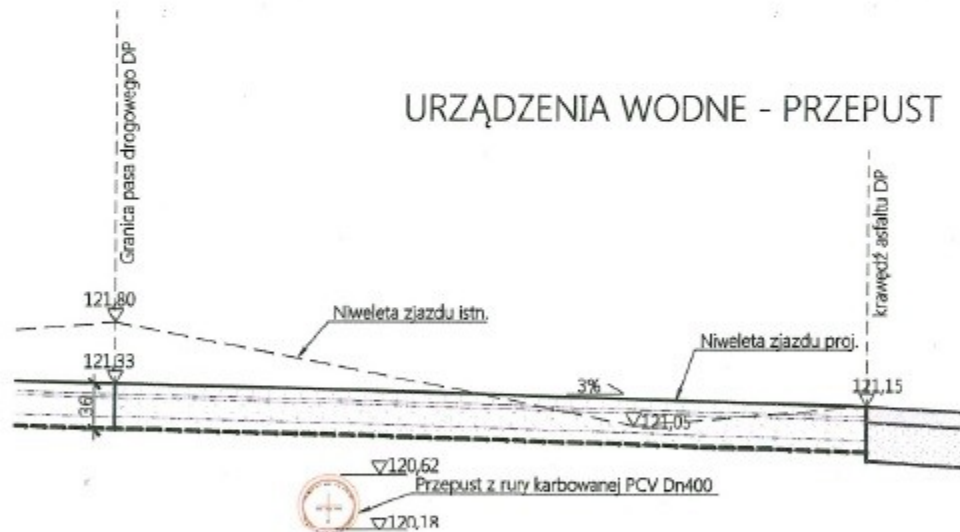 URZĄDZENIA WODNE - PRZEPUST
Granica pasa drogowego DP
krawędź asfaltu DP
121,80
Niweleta zjazdu istn.
Niweleta zjazdu proj.
121,33
3%
121,15
36
121,05
120,62
Przepust z rury karbowanej PCV Dn400
120,18